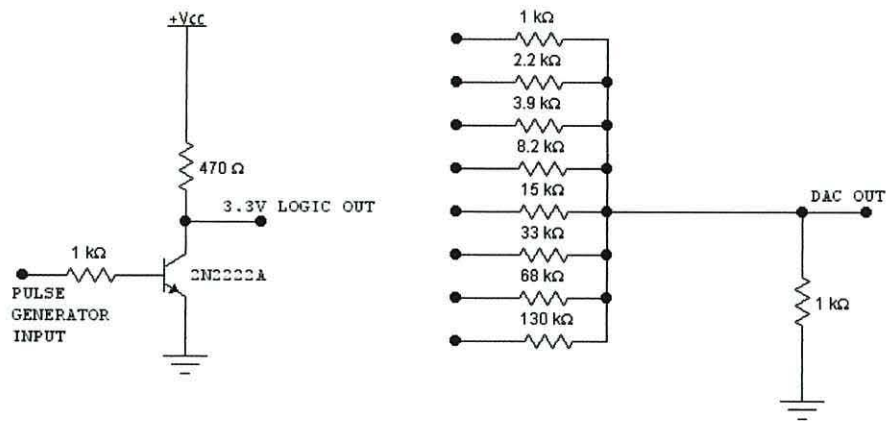 +Vcc
470 Ω
3.3V LOGIC OUT
1 kΩ
2N2222A
PULSE
GENERATOR
INPUT
1 kΩ
2.2 kΩ
3.9 kΩ
8.2 kΩ
15 kΩ
33 kΩ
68 kΩ
130 kΩ
DAC OUT
1 kΩ